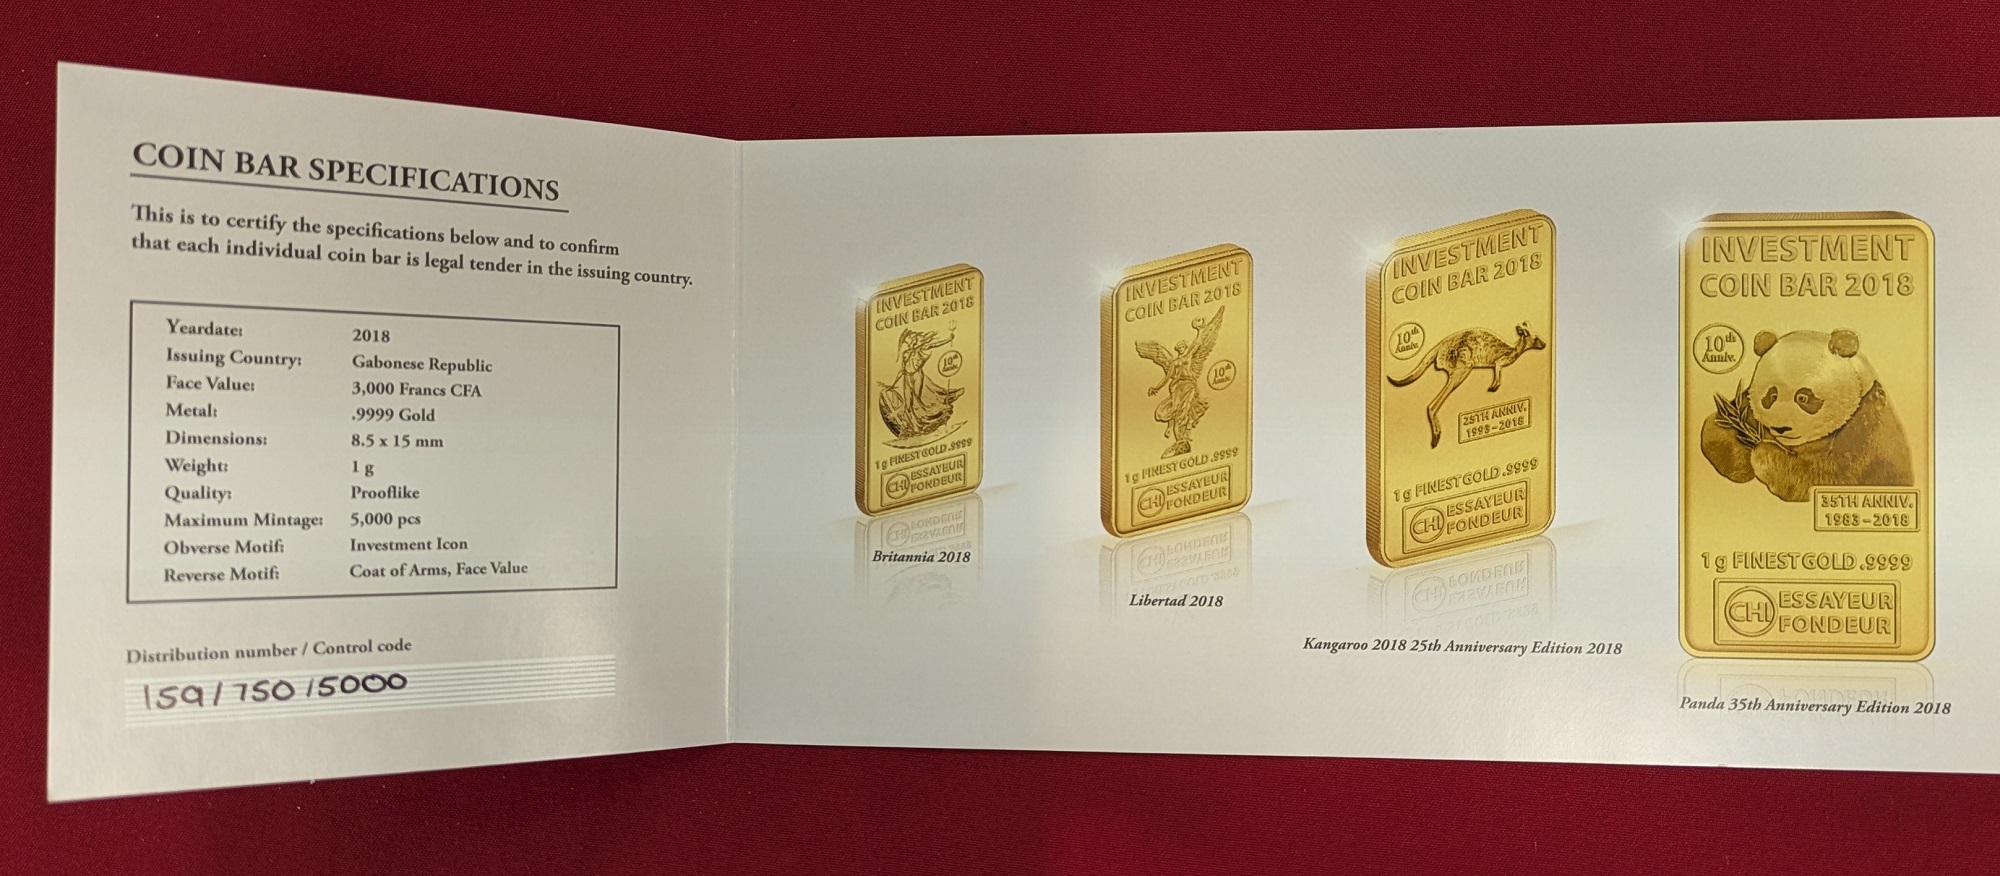 COIN BAR SPECIFICATIONS
This is to certify the specifications below and to confirm
that each individual coin bar is legal tender in the issuing country.
Yeardate: 2018
Issuing Country: Gabonese Republic
Face Value: 3,000 Francs CFA
Metal: .9999 Gold
Dimensions: 8.5 x 15 mm
Weight: 1 g
Quality: Prooflike
Maximum Mintage: 5,000 pcs
Obverse Motif: Investment Icon
Reverse Motif: Coat of Arms, Face Value
Distribution number / Control code
159/750/5000
INVESTMENT
COIN BAR 2018
10th
Anniv.
1 g FINEST GOLD .9999
CHI ESSAYEUR
FONDEUR
Britannia 2018
INVESTMENT
COIN BAR 2018
10th
Anniv.
1 g FINEST GOLD .9999
CHI ESSAYEUR
FONDEUR
Libertad 2018
INVESTMENT
COIN BAR 2018
10th
Anniv.
25TH ANNIV.
1993-2018
1 g FINEST GOLD .9999
CHI ESSAYEUR
FONDEUR
Kangaroo 2018 25th Anniversary Edition 2018
INVESTMENT
COIN BAR 2018
10th
Anniv.
35TH ANNIV.
1983-2018
1 g FINEST GOLD .9999
CHI ESSAYEUR
FONDEUR
Panda 35th Anniversary Edition 2018